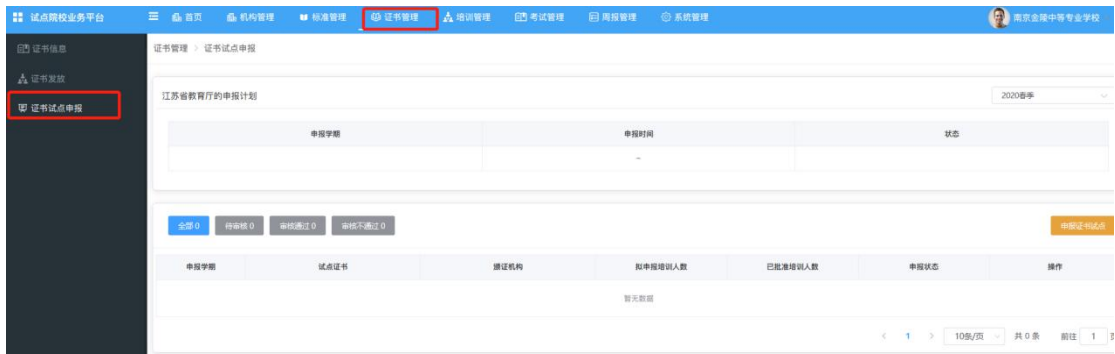 试点院校业务平台 首页 机构管理 标准管理 证书管理 培训管理 考试管理 周报管理 系统管理 南京金陵中等专业学校
证书信息
证书发放
证书试点申报
证书管理 > 证书试点申报
江苏省教育厅的申报计划 2020春季
申报学期 申报时间 状态
–
全部 0 待审核 0 审核通过 0 审核不通过 0 申报证书试点
申报学期 试点证书 颁证机构 拟申报培训人数 已批准培训人数 申报状态 操作
暂无数据
< 1 > 10条/页 共 0 条 前往 1